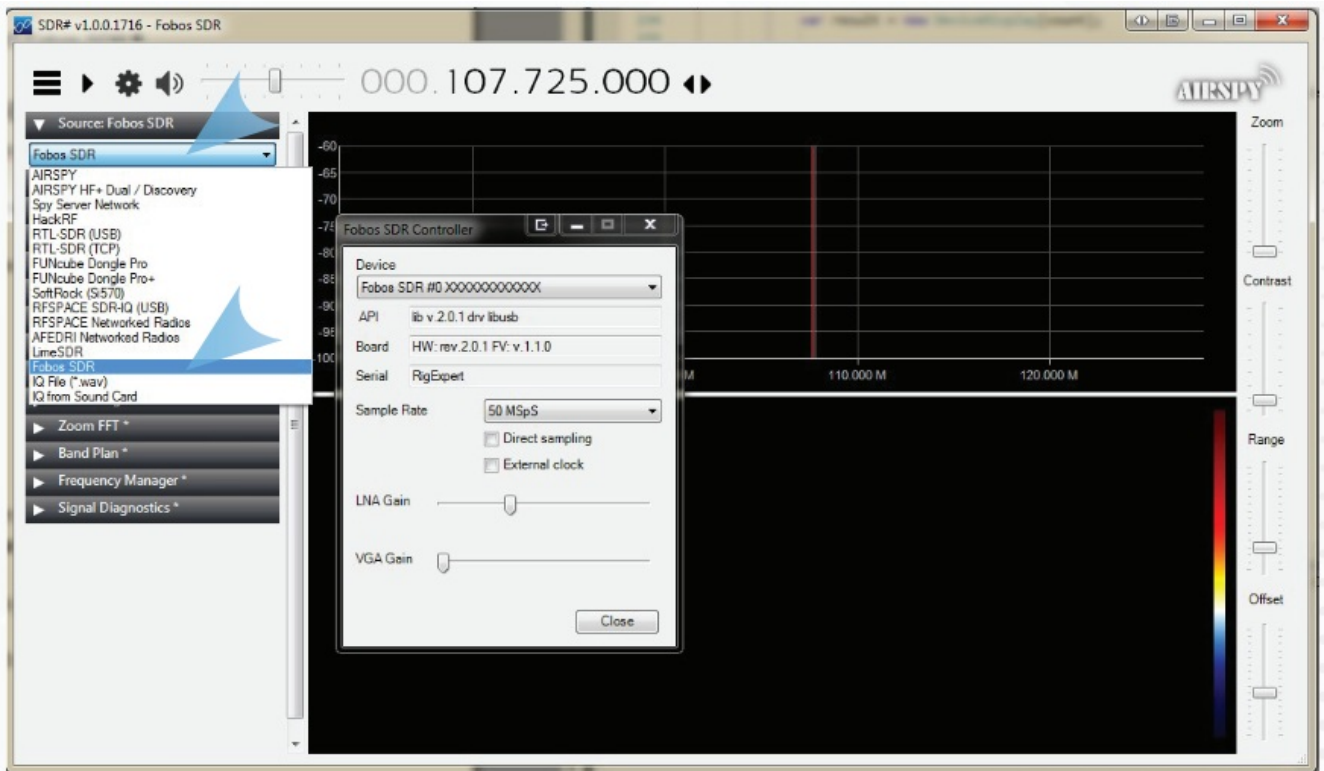 SDR# v1.0.0.1716 - Fobos SDR
000.107.725.000
AIRSPY
Source: Fobos SDR
Fobos SDR
AIRSPY
AIRSPY HF+ Dual / Discovery
Spy Server Network
HackRF
RTL-SDR (USB)
RTL-SDR (TCP)
FUNcube Dongle Pro
FUNcube Dongle Pro+
SoftRock (Si570)
RFSPACE SDR-IQ (USB)
RFSPACE Networked Radios
AFEDRI Networked Radios
LimeSDR
Fobos SDR
IQ File (*.wav)
IQ from Sound Card
Zoom FFT *
Band Plan *
Frequency Manager *
Signal Diagnostics *
-60
-65
-70
Fobos SDR Controller
Device
Fobos SDR #0 XXXXXXXXXXXXX
API lib v.2.0.1 drv libusb
Board HW: rev.2.0.1 FV: v.1.1.0
Serial RigExpert
Sample Rate 50 MSpS
Direct sampling
External clock
LNA Gain
VGA Gain
Close
M 110.000 M 120.000 M
Zoom
Contrast
Range
Offset